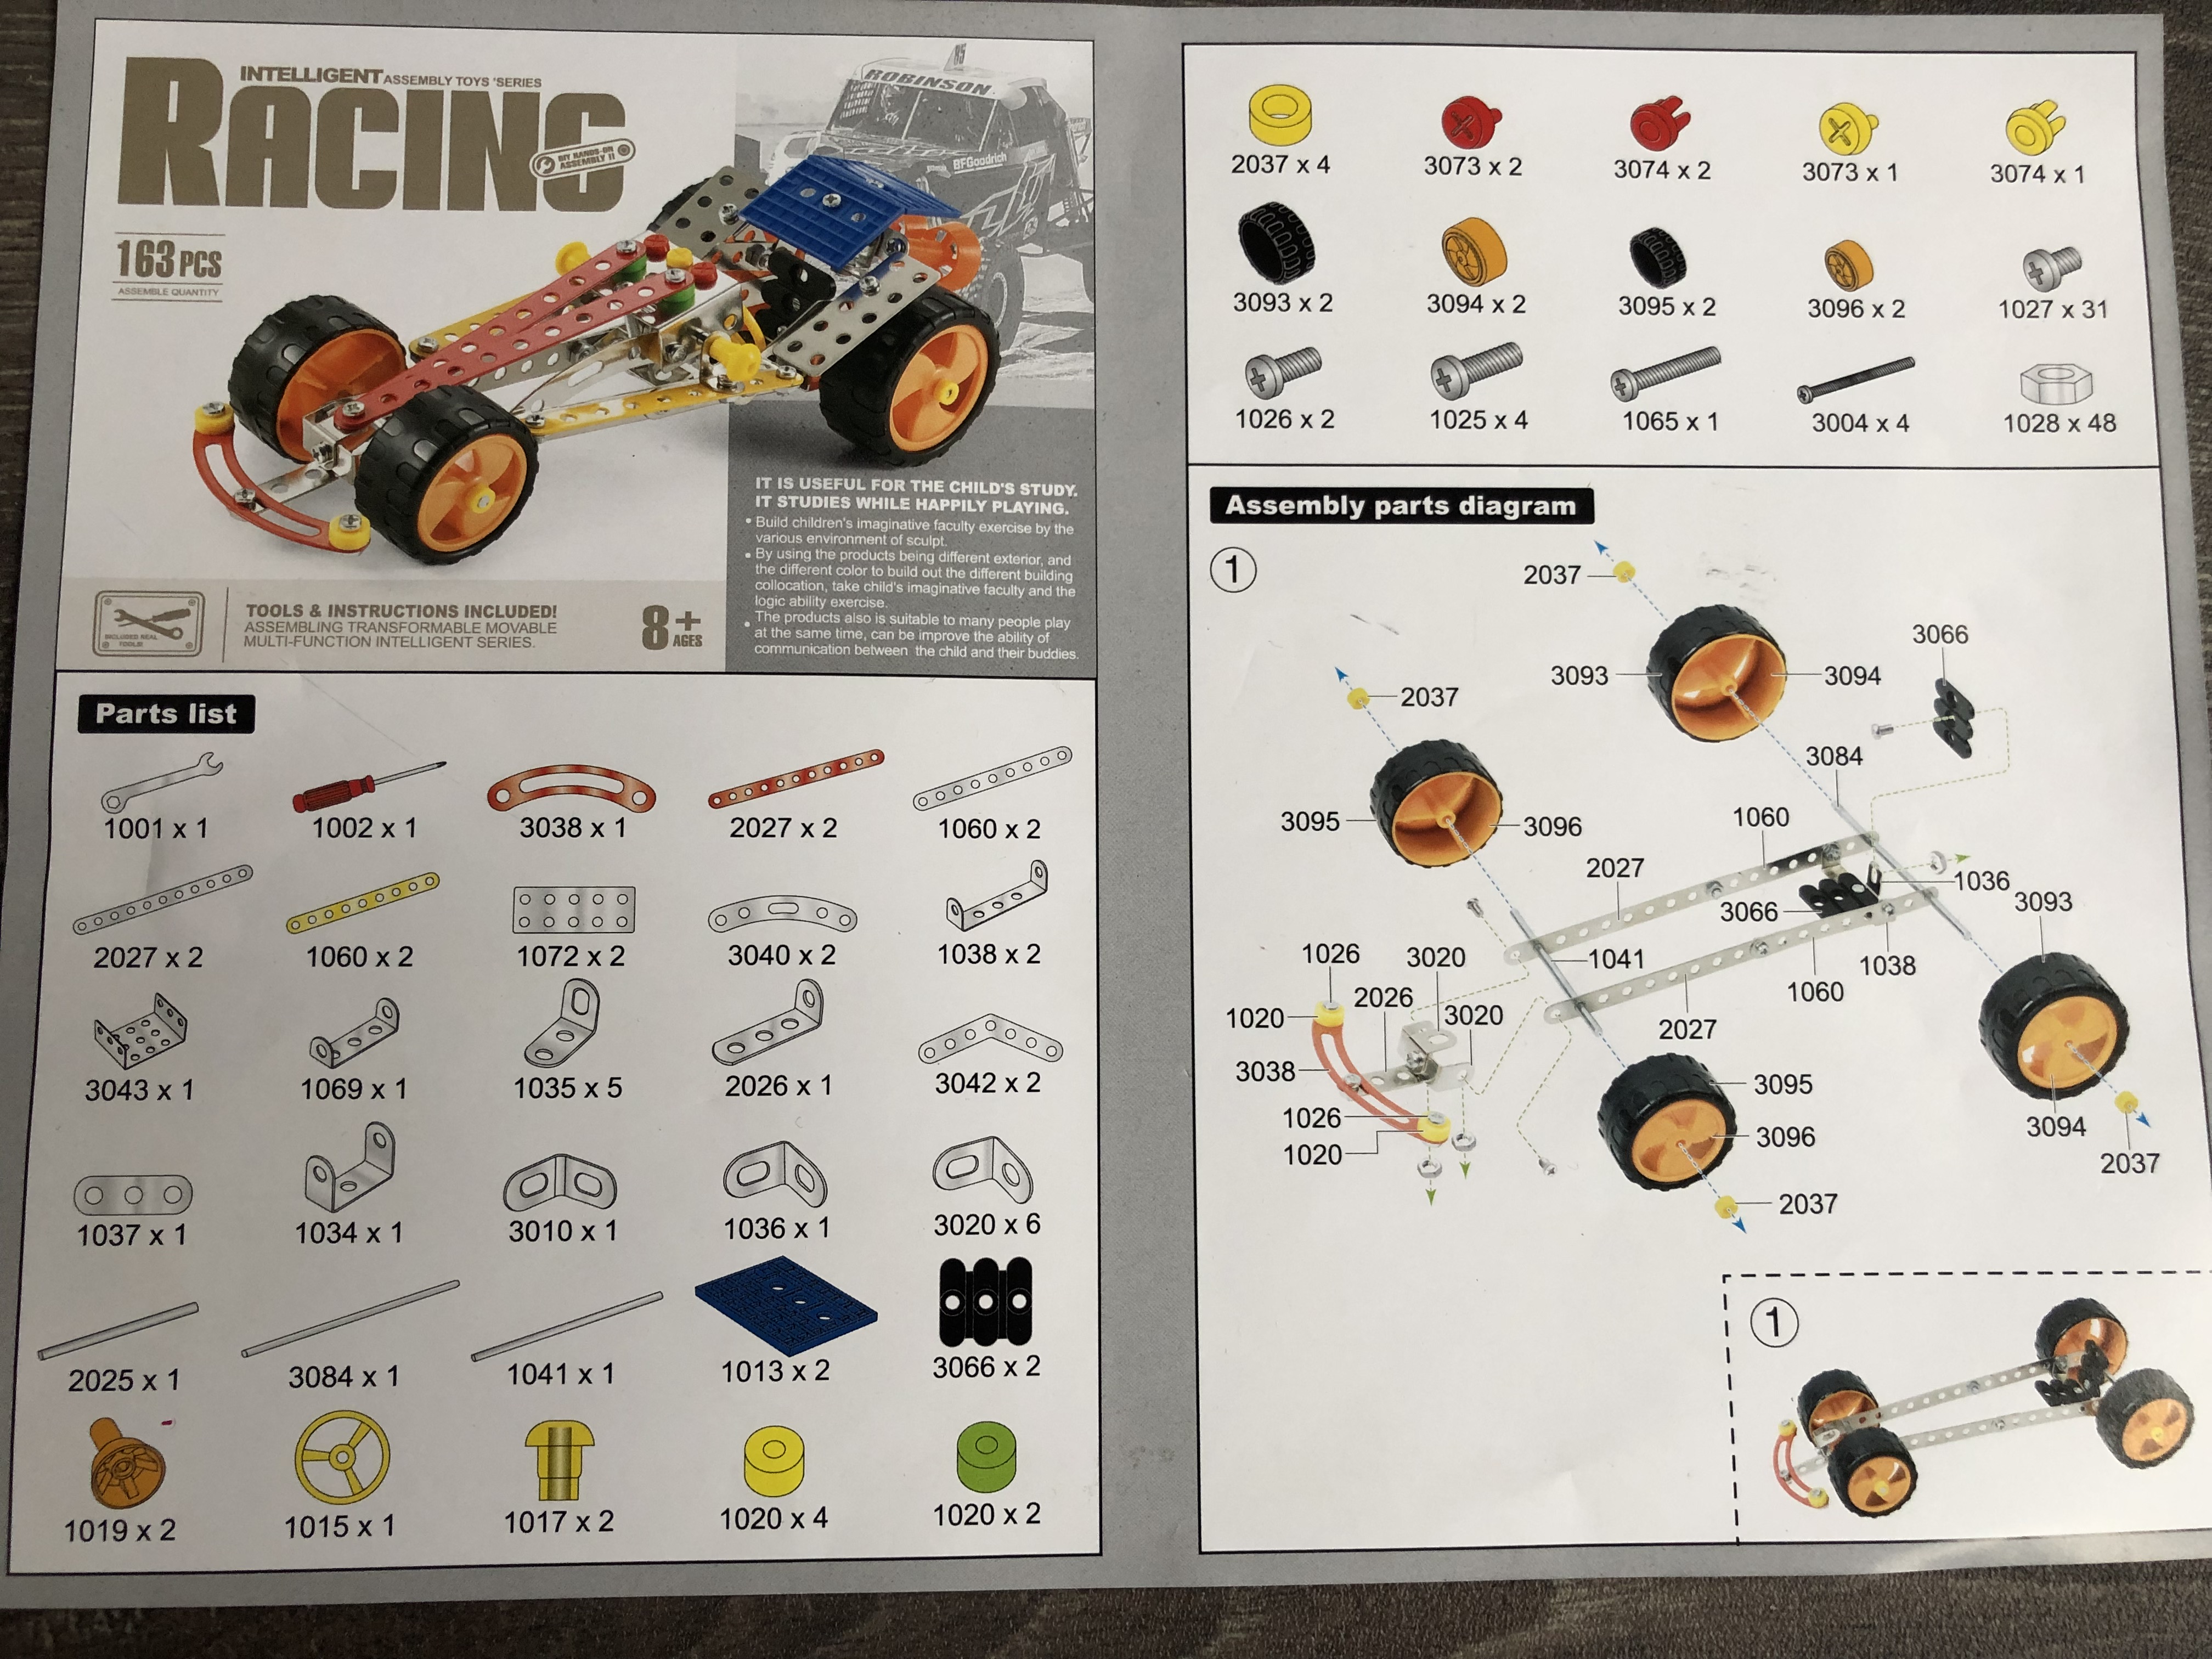 INTELLIGENT ASSEMBLY TOYS 'SERIES
RACING
DIY HANDS-ON
ASSEMBLY !!
163 PCS
ASSEMBLE QUANTITY
TOOLS
TOOLS & INSTRUCTIONS INCLUDED!
ASSEMBLING TRANSFORMABLE MOVABLE
MULTI-FUNCTION INTELLIGENT SERIES.
8+
AGES
ROBINSON
BFGoodrich
IT IS USEFUL FOR THE CHILD'S STUDY.
IT STUDIES WHILE HAPPILY PLAYING.
• Build children's imaginative faculty exercise by the
various environment of sculpt.
• By using the products being different exterior, and
the different color to build out the different building
collocation, take child's imaginative faculty and the
logic ability exercise.
• The products also is suitable to many people play
at the same time, can be improve the ability of
communication between the child and their buddies.
Parts list
1001 x 1
1002 x 1
3038 x 1
2027 x 2
1060 x 2
2027 x 2
1060 x 2
1072 x 2
3040 x 2
1038 x 2
3043 x 1
1069 x 1
1035 x 5
2026 x 1
3042 x 2
1037 x 1
1034 x 1
3010 x 1
1036 x 1
3020 x 6
2025 x 1
3084 x 1
1041 x 1
1013 x 2
3066 x 2
1019 x 2
1015 x 1
1017 x 2
1020 x 4
1020 x 2
2037 x 4
3073 x 2
3074 x 2
3073 x 1
3074 x 1
3093 x 2
3094 x 2
3095 x 2
3096 x 2
1027 x 31
1026 x 2
1025 x 4
1065 x 1
3004 x 4
1028 x 48
Assembly parts diagram
1
2037
3093
3066
2037
3094
3095
3084
3096
2027
1060
1026
3020
1041
3066
1036
3093
1020
2026
3020
2027
1060
1038
3038
1026
3095
3094
1020
3096
2037
2037
1